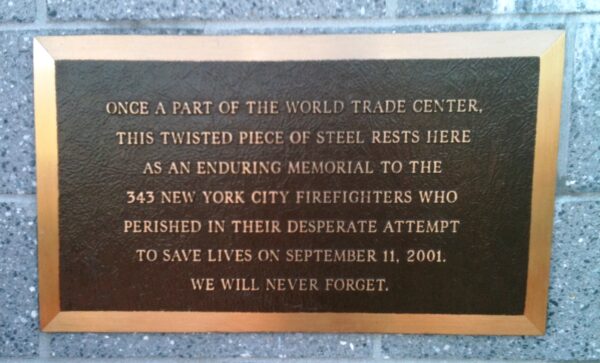 ONCE A PART OF THE WORLD TRADE CENTER,
THIS TWISTED PIECE OF STEEL RESTS HERE
AS AN ENDURING MEMORIAL TO THE
343 NEW YORK CITY FIREFIGHTERS WHO
PERISHED IN THEIR DESPERATE ATTEMPT
TO SAVE LIVES ON SEPTEMBER 11, 2001.
WE WILL NEVER FORGET.